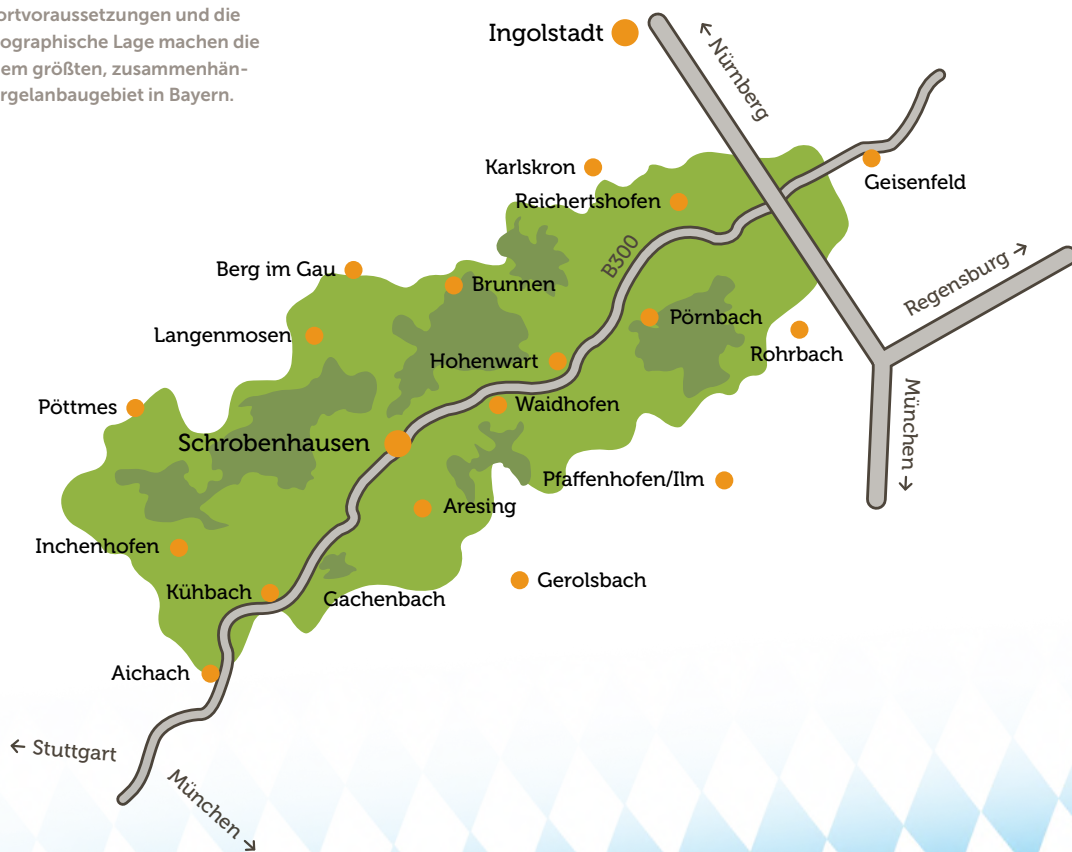 ortvoraussetzungen und die
ographische Lage machen die
em größten, zusammenhän-
rgelanbaugebiet in Bayern.
Ingolstadt
← Nürnberg
Karlskron
Geisenfeld
Reichertshofen
B300
Berg im Gau
Brunnen
Regensburg →
Langenmosen
Pörnbach
Rohrbach
Hohenwart
München →
Pöttmes
Waidhofen
Schrobenhausen
Pfaffenhofen/Ilm
Aresing
Inchenhofen
Gerolsbach
Kühbach
Gachenbach
Aichach
← Stuttgart
München →